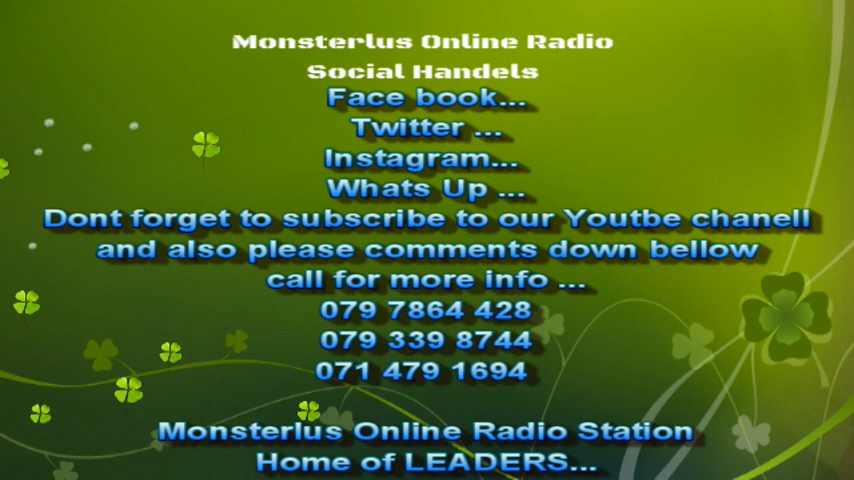 Monsterlus Online Radio
Social Handels
Face book...
Twitter ...
Instagram...
Whats Up ...
Dont forget to subscribe to our Youtbe chanell
and also please comments down bellow
call for more info ...
079 7864 428
079 339 8744
071 479 1694
Monsterlus Online Radio Station
Home of LEADERS...